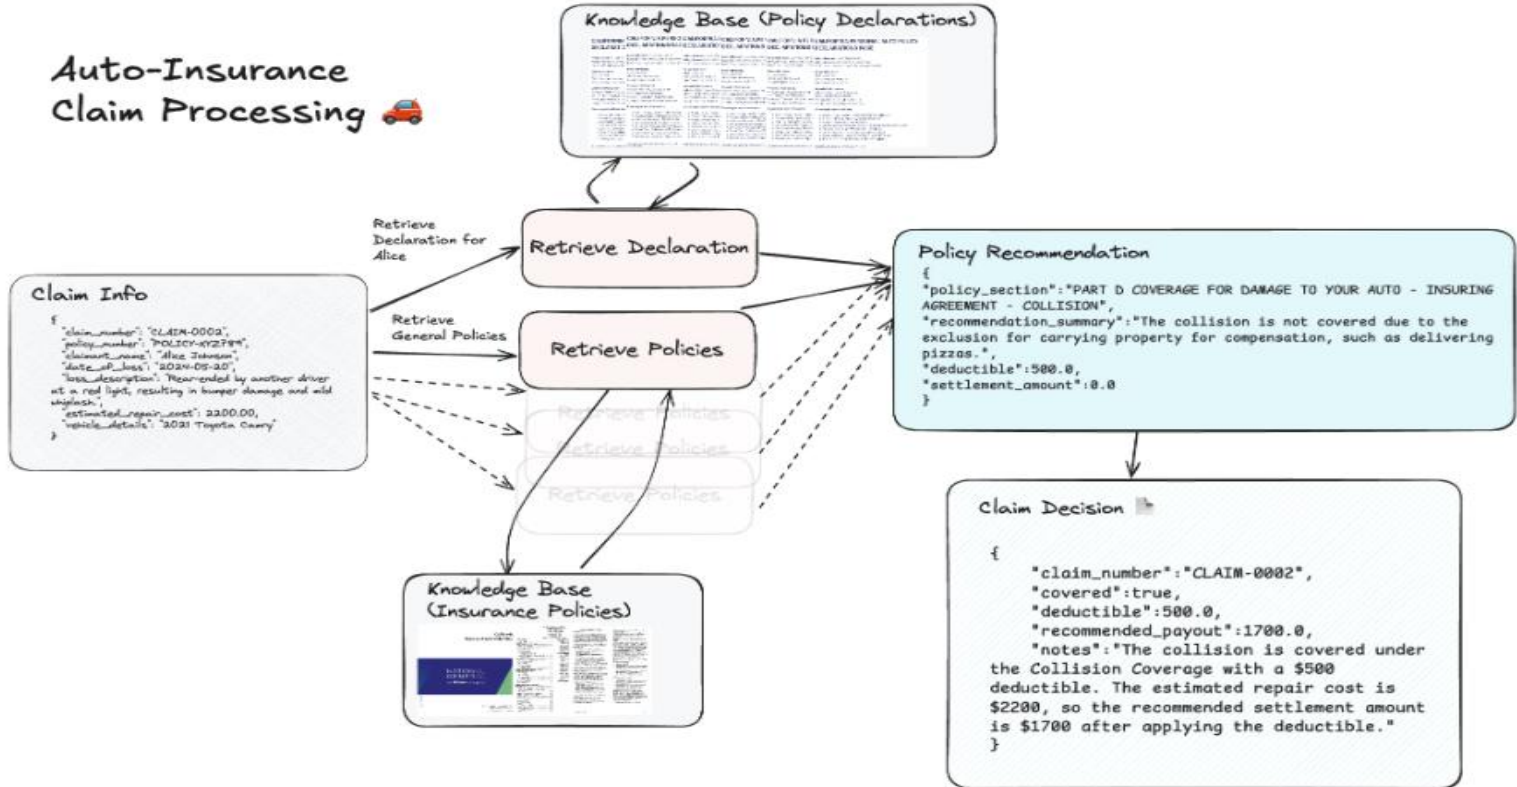 Auto-Insurance
Claim Processing
Knowledge Base (Policy Declarations)
Retrieve
Declaration for
Alice
Retrieve Declaration
Claim Info
{
"claim_number": "CLAIM-0002",
"policy_number": "POLICY-XYZ789",
"claimant_name": "Alice Johnson",
"date_of_loss": "2024-05-20",
"loss_description": "Rear-ended by another driver
at a red light, resulting in bumper damage and mild
whiplash",
"estimated_repair_cost": 2200.00,
"vehicle_details": "2021 Toyota Camry"
}
Retrieve
General Policies
Retrieve Policies
Retrieve Policies
Retrieve Policies
Retrieve Policies
Knowledge Base
(Insurance Policies)
Policy Recommendation
{
"policy_section":"PART D COVERAGE FOR DAMAGE TO YOUR AUTO - INSURING
AGREEMENT - COLLISION",
"recommendation_summary":"The collision is not covered due to the
exclusion for carrying property for compensation, such as delivering
pizzas.",
"deductible":500.0,
"settlement_amount":0.0
}
Claim Decision
{
"claim_number":"CLAIM-0002",
"covered":true,
"deductible":500.0,
"recommended_payout":1700.0,
"notes":"The collision is covered under
the Collision Coverage with a $500
deductible. The estimated repair cost is
$2200, so the recommended settlement amount
is $1700 after applying the deductible."
}